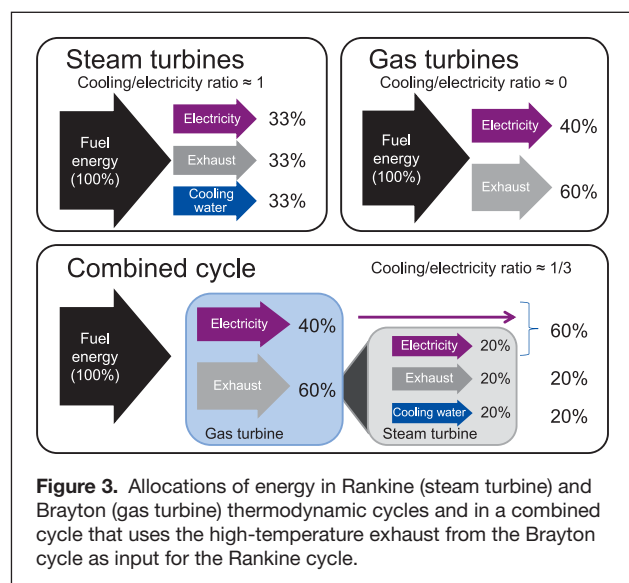 Steam turbines
Cooling/electricity ratio ≈ 1
Fuel
energy
(100%)
Electricity 33%
Exhaust 33%
Cooling
water 33%
Gas turbines
Cooling/electricity ratio ≈ 0
Fuel
energy
(100%)
Electricity 40%
Exhaust 60%
Combined cycle
Cooling/electricity ratio ≈ 1/3
Fuel
energy
(100%)
Electricity 40%
Exhaust 60%
Gas turbine
Electricity 20%
Exhaust 20%
Cooling water 20%
Steam turbine
60%
20%
20%
Figure 3. Allocations of energy in Rankine (steam turbine) and
Brayton (gas turbine) thermodynamic cycles and in a combined
cycle that uses the high-temperature exhaust from the Brayton
cycle as input for the Rankine cycle.